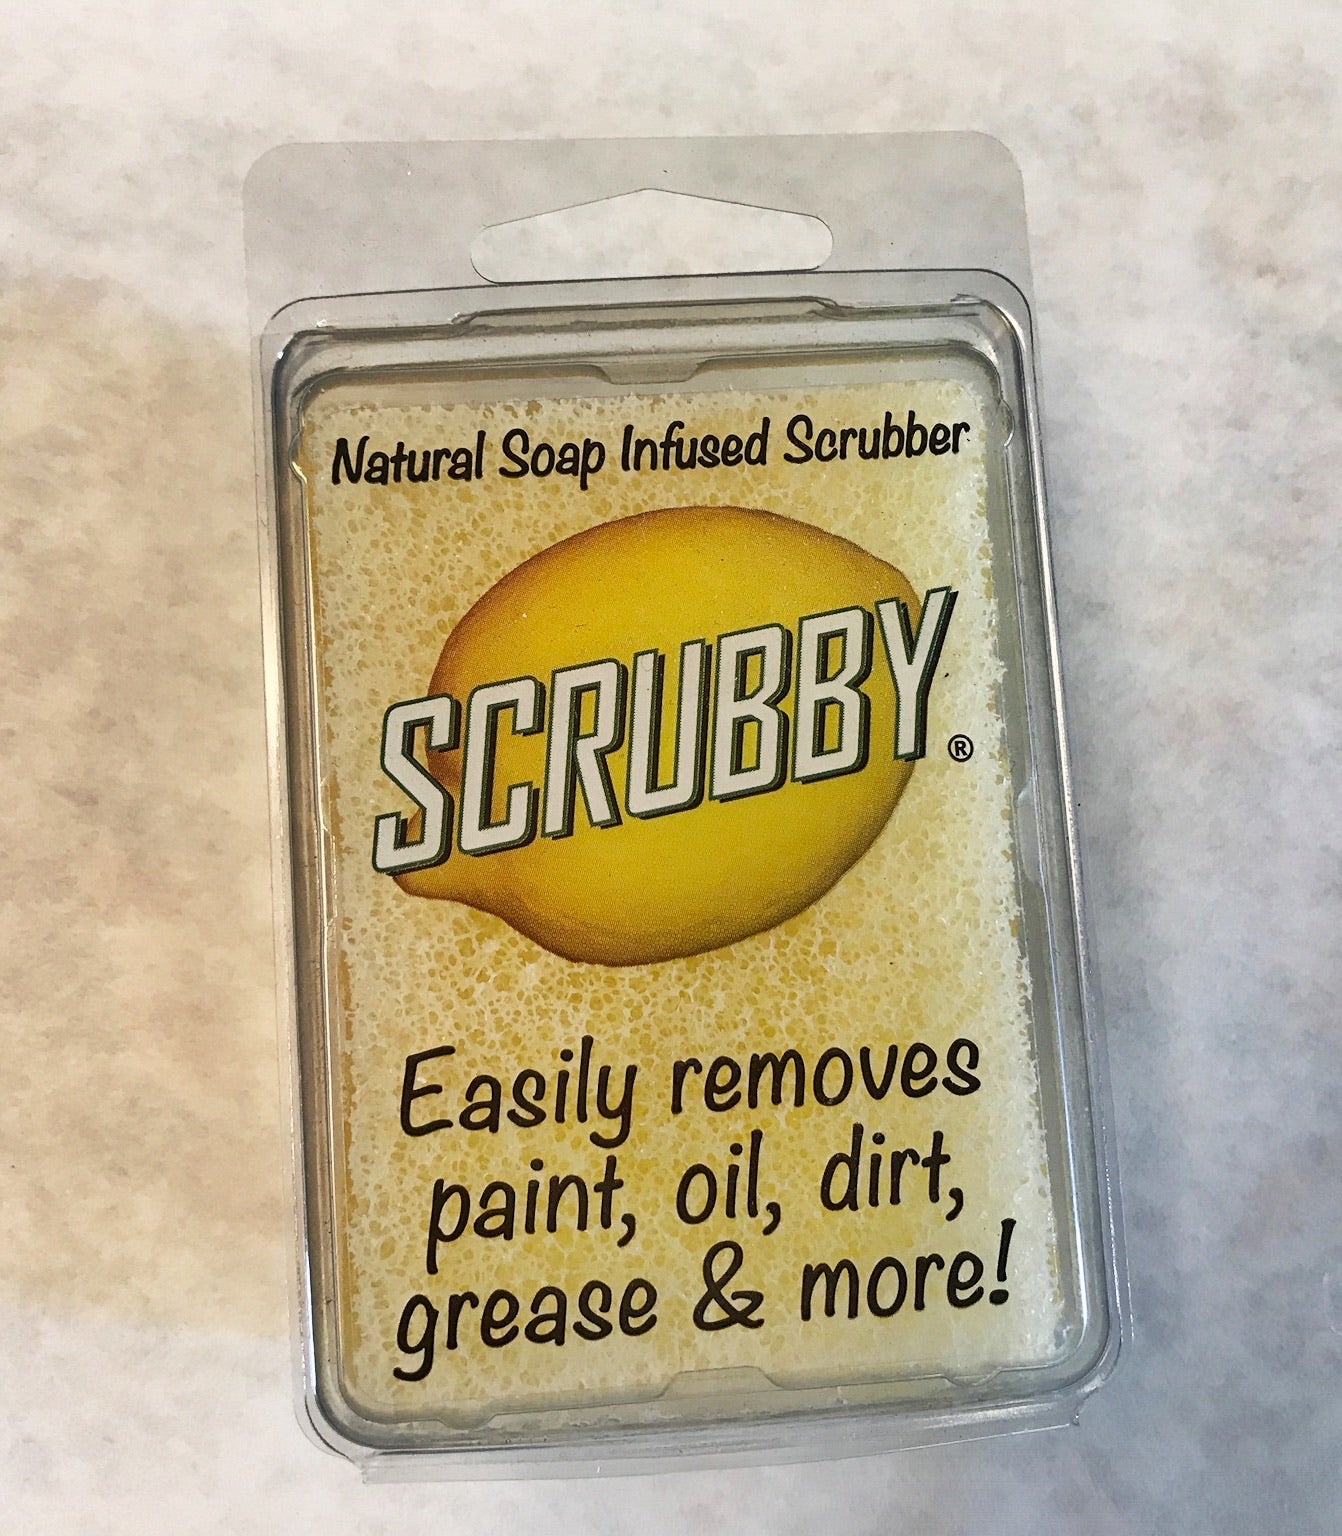 Natural Soap Infused Scrubber
SCRUBBY®
Easily removes
paint, oil, dirt,
grease & more!